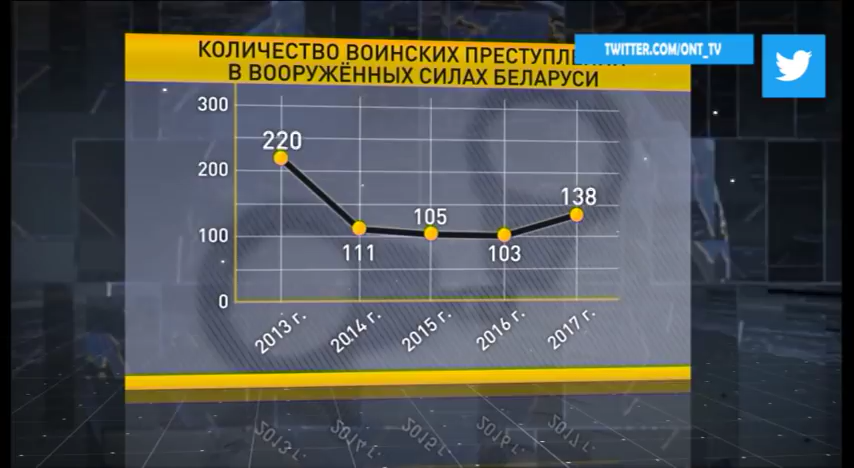 КОЛИЧЕСТВО ВОИНСКИХ
В ВООРУЖЁННЫХ СИЛАХ БЕЛАРУСИ
TWITTER.COM/ONT_TV
300
200
100
0
220
111
105
103
138
2013 г.
2014 г.
2015 г.
2016 г.
2017 г.